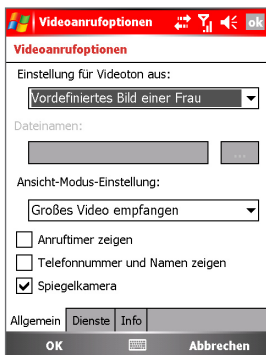 Videoanrufoptionen
ok
Videoanrufoptionen
Einstellung für Videoton aus:
Vordefiniertes Bild einer Frau
Dateinamen:
...
Ansicht-Modus-Einstellung:
Großes Video empfangen
Anruftimer zeigen
Telefonnummer und Namen zeigen
Spiegelkamera
Allgemein Dienste Info
OK Abbrechen